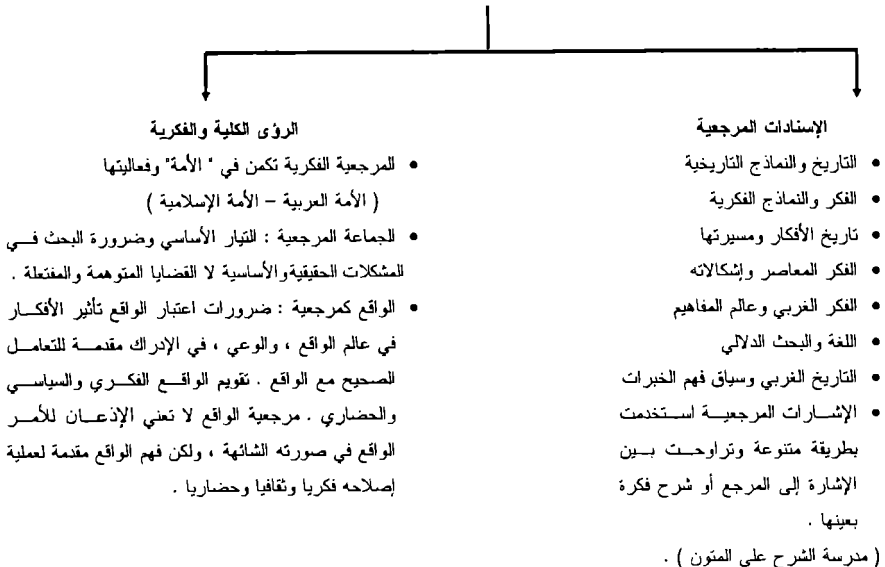 الإسنادات المرجعية
• التاريخ والنماذج التاريخية
• الفكر والنماذج الفكرية
• تاريخ الأفكار ومسيرتها
• الفكر المعاصر وإشكالاته
• الفكر الغربي وعالم المفاهيم
• اللغة والبحث الدلالي
• التاريخ الغربي وسياق فهم الخبرات
• الإشارات المرجعية استخدمت
بطريقة متنوعة وتراوحت بين
الإشارة إلى المرجع أو شرح فكرة
بعينها .
( مدرسة الشرح على المتون ) .
الرؤى الكلية والفكرية
• المرجعية الفكرية تكمن في " الأمة" وفعاليتها
( الأمة العربية – الأمة الإسلامية )
• الجماعة المرجعية : التيار الأساسي وضرورة البحث في
المشكلات الحقيقية والأساسية لا القضايا المتوهمة والمفتعلة .
• الواقع كمرجعية : ضرورات اعتبار الواقع تأثير الأفكار
في عالم الواقع ، والوعي ، في الإدراك مقدمة للتعامل
الصحيح مع الواقع . تقويم الواقع الفكري والسياسي
والحضاري . مرجعية الواقع لا تعني الإذعان للأمر
الواقع في صورته الشائهة ، ولكن فهم الواقع مقدمة لعملية
إصلاحه فكريا وثقافيا وحضاريا .